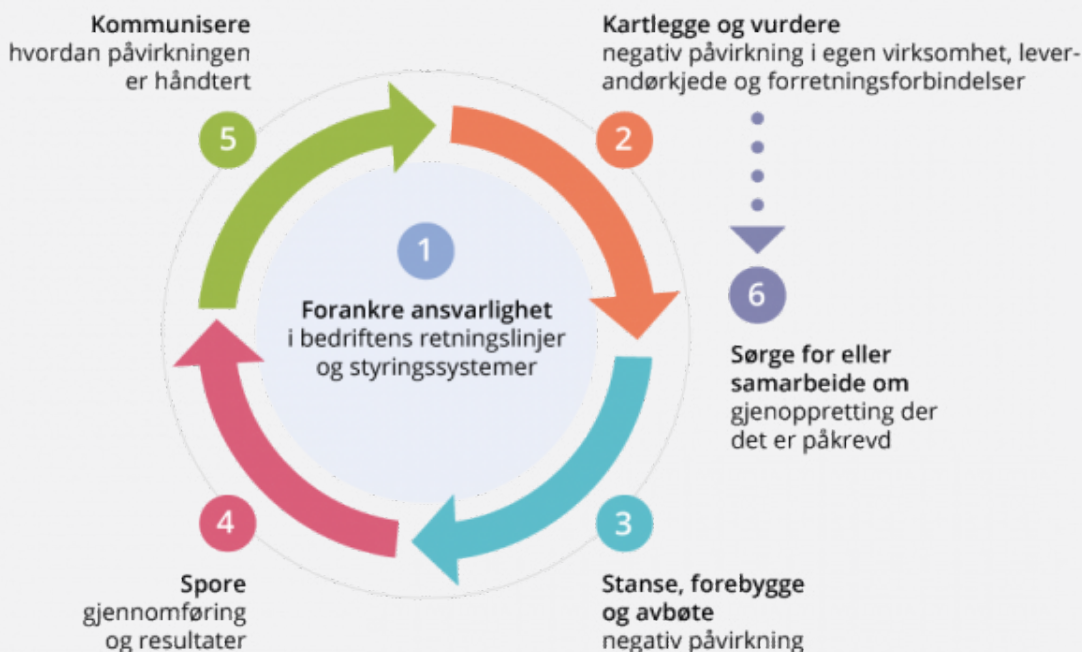 1
Forankre ansvarlighet
i bedriftens retningslinjer
og styringssystemer
2
Kartlegge og vurdere
negativ påvirkning i egen virksomhet, lever-
andørkjede og forretningsforbindelser
3
Stanse, forebygge
og avbøte
negativ påvirkning
4
Spore
gjennomføring
og resultater
5
Kommunisere
hvordan påvirkningen
er håndtert
6
Sørge for eller
samarbeide om
gjenoppretting der
det er påkrevd